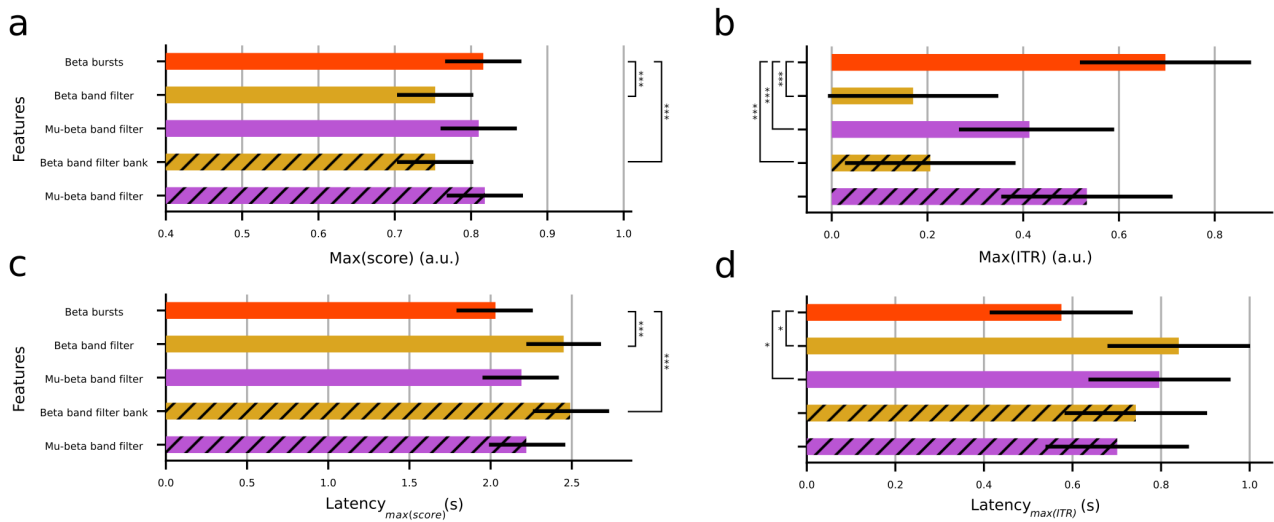 a
Features
Beta bursts
Beta band filter
Mu-beta band filter
Beta band filter bank
Mu-beta band filter
***
***
0.4 0.5 0.6 0.7 0.8 0.9 1.0
Max(score) (a.u.)
b
***
***
***
0.0 0.2 0.4 0.6 0.8
Max(ITR) (a.u.)
c
Features
Beta bursts
Beta band filter
Mu-beta band filter
Beta band filter bank
Mu-beta band filter
***
***
0.0 0.5 1.0 1.5 2.0 2.5
Latency max(score) (s)
d
*
*
0.0 0.2 0.4 0.6 0.8 1.0
Latency max(ITR) (s)